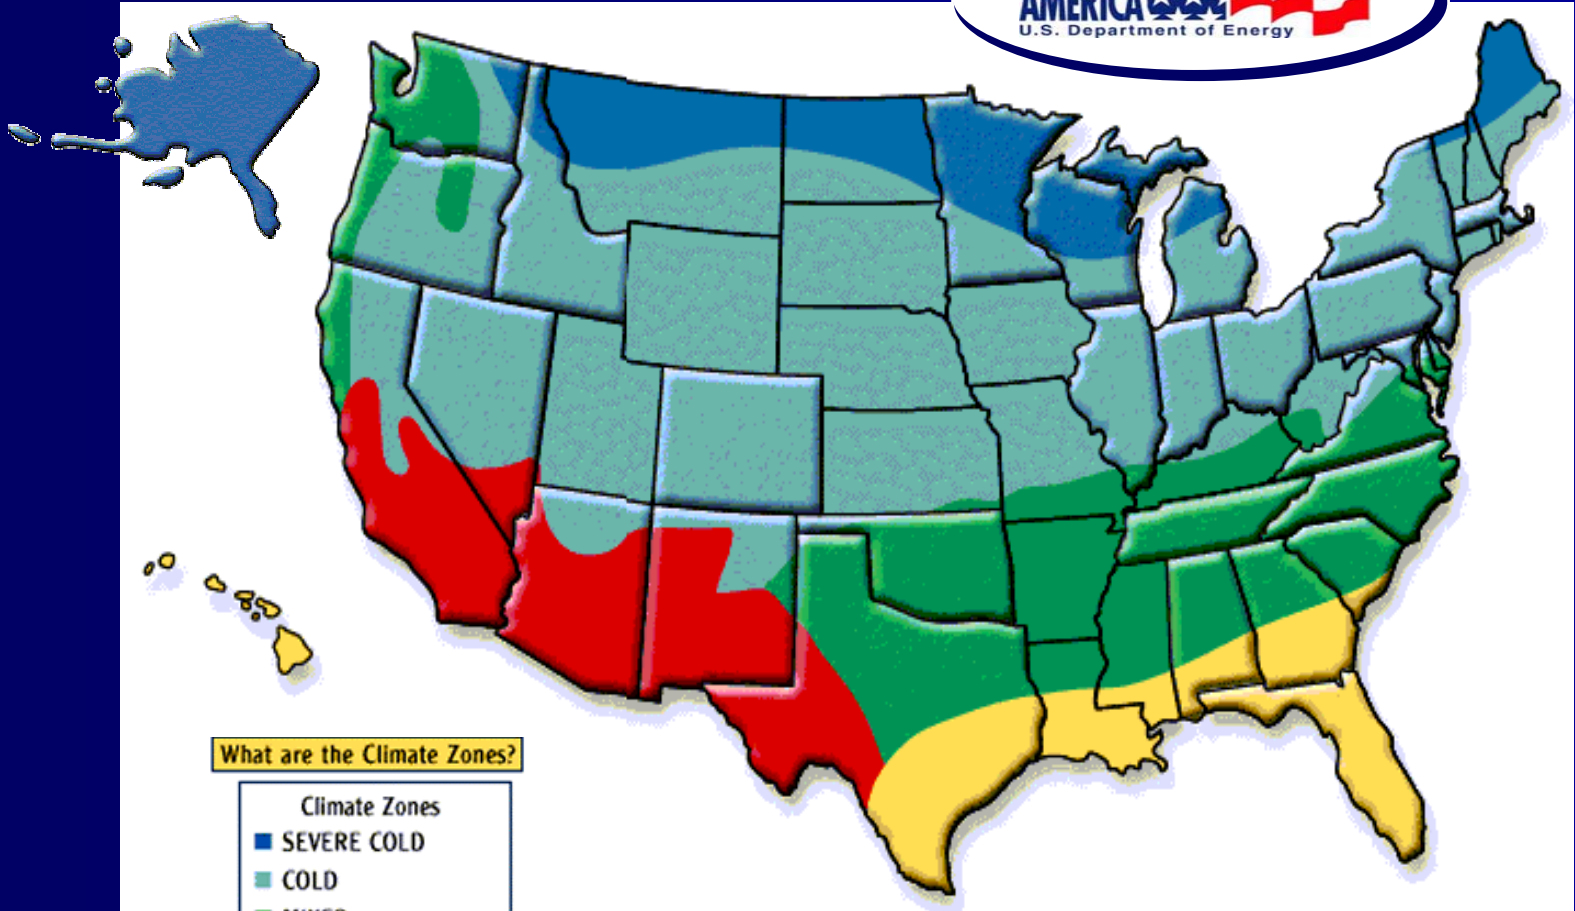 AMERICA
U.S. Department of Energy
What are the Climate Zones?
Climate Zones
SEVERE COLD
COLD